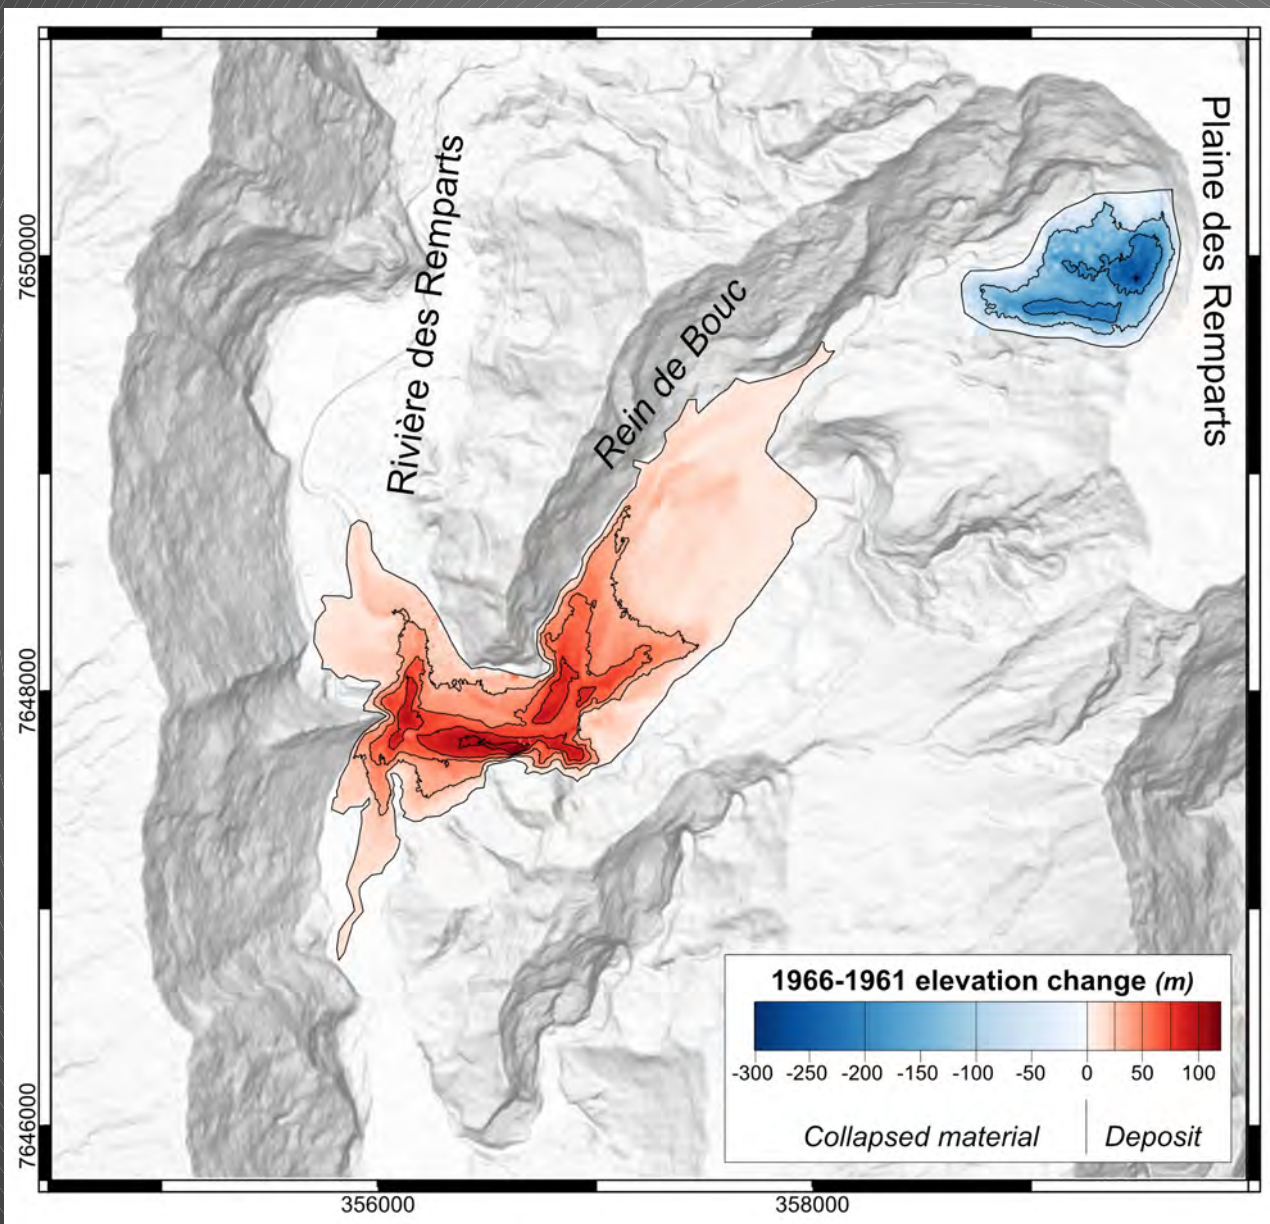 Plaine des Remparts
Rivière des Remparts
Rein de Bouc
7650000
7648000
7646000
1966-1961 elevation change (m)
-300 -250 -200 -150 -100 -50 0 50 100
Collapsed material Deposit
356000 358000